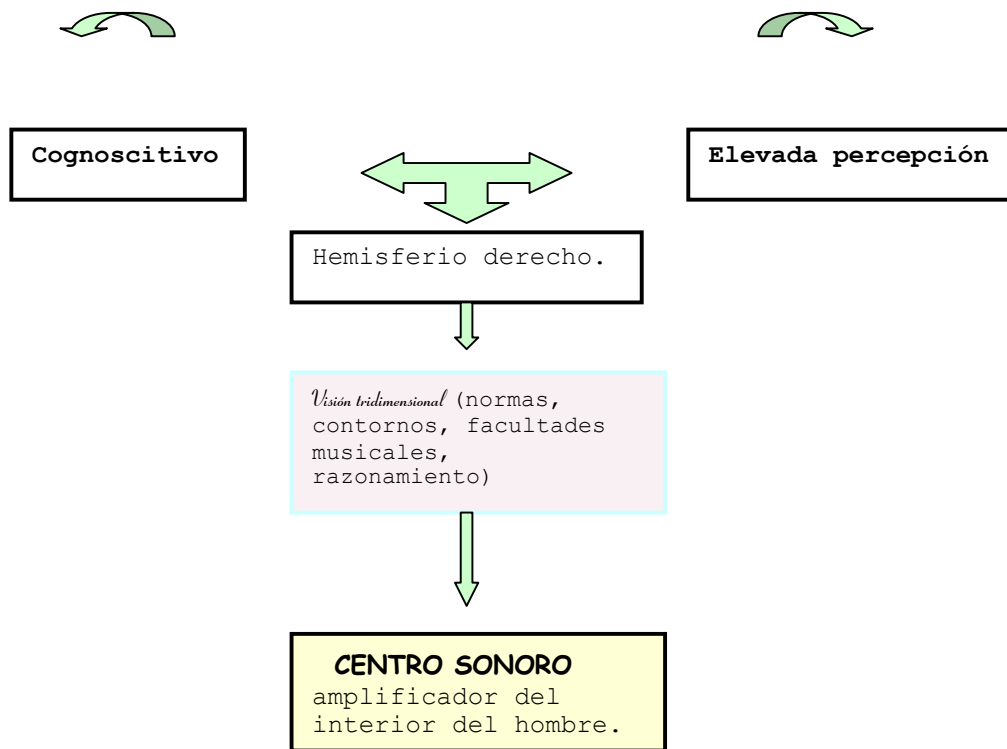 Cognoscitivo
Elevada percepción
Hemisferio derecho.
Visión tridimensional (normas,
contornos, facultades
musicales,
razonamiento)
CENTRO SONORO
amplificador del
interior del hombre.